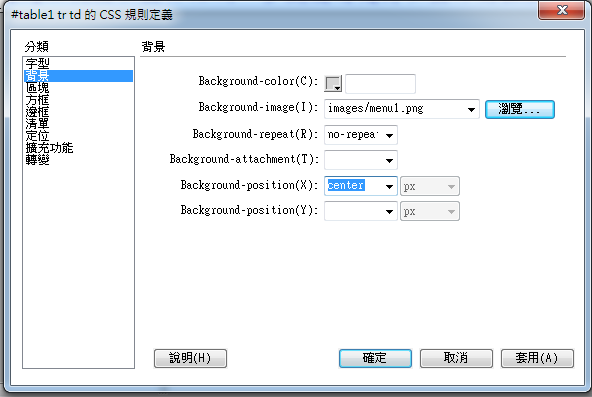 #table1 tr td 的 CSS 規則定義
分類
字型
背景
區塊
方框
邊框
清單
定位
擴充功能
轉變
背景
Background-color(C):
Background-image(I): images/menu1.png 瀏覽...
Background-repeat(R): no-repea
Background-attachment(T):
Background-position(X): center px
Background-position(Y): px
說明(H) 確定 取消 套用(A)